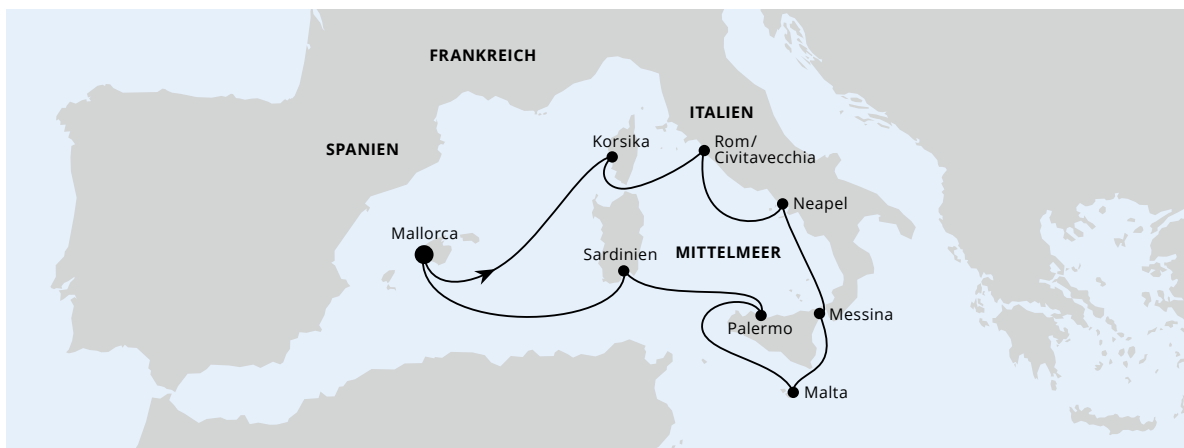 FRANKREICH
ITALIEN
Korsika
Rom/
Civitavecchia
SPANIEN
Neapel
Mallorca
Sardinien
MITTELMEER
Messina
Palermo
Malta